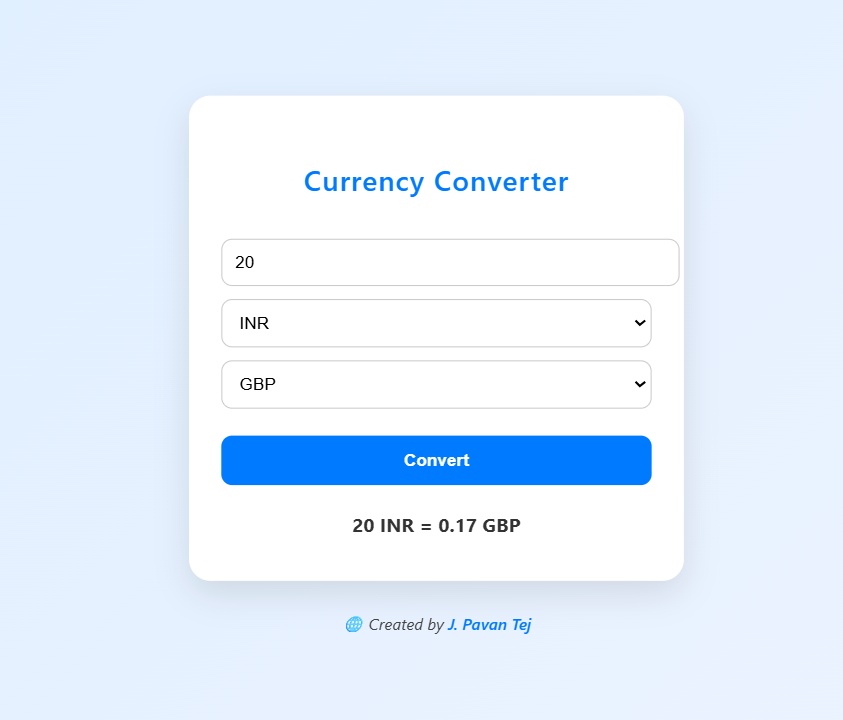 Currency Converter
20
INR
GBP
Convert
20 INR = 0.17 GBP
🌐 Created by J. Pavan Tej